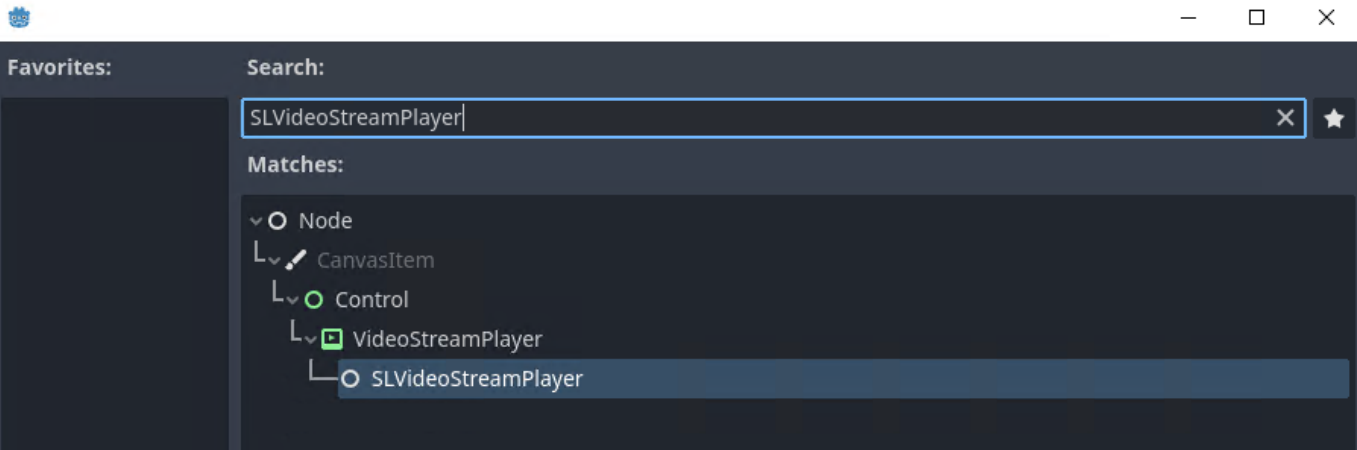 Favorites:
Search:
SLVideoStreamPlayer
Matches:
Node
CanvasItem
Control
VideoStreamPlayer
SLVideoStreamPlayer